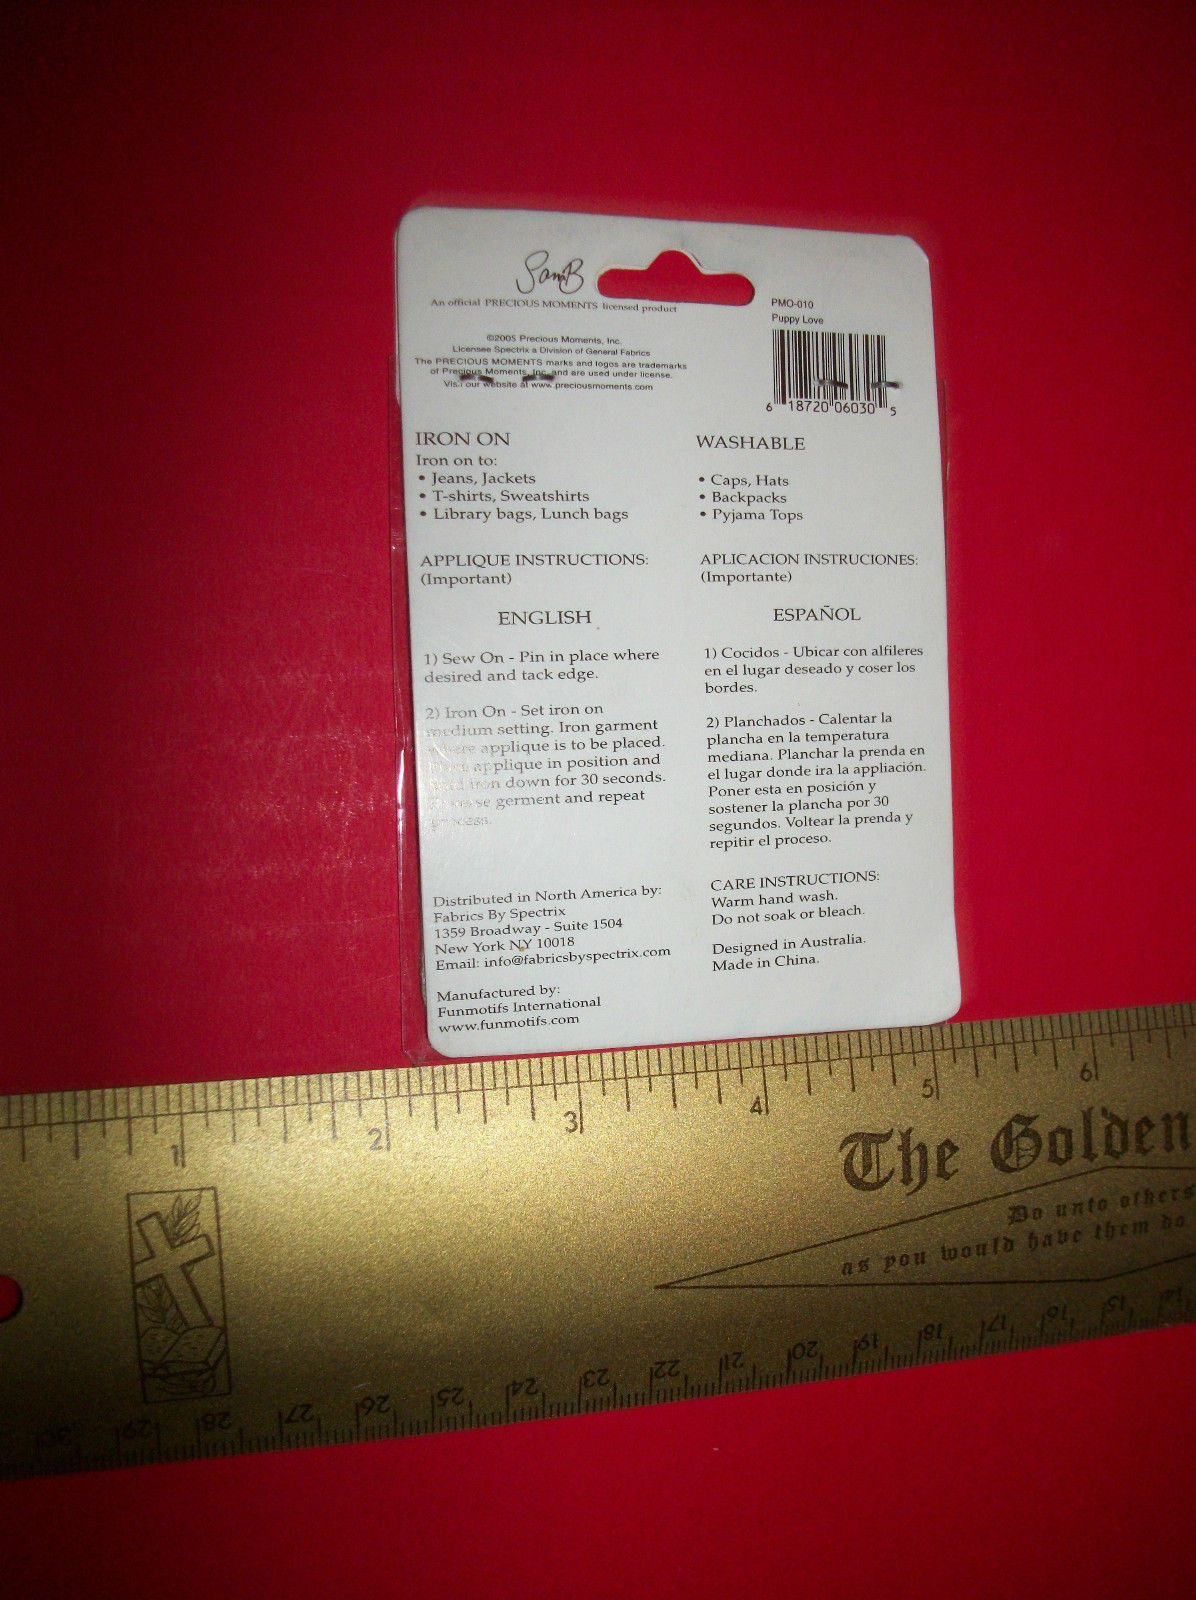 SamB
An official PRECIOUS MOMENTS licensed product
©2005 Precious Moments, Inc.
Licensee Spectrix a Division of General Fabrics
The PRECIOUS MOMENTS marks and logos are trademarks
of Precious Moments, Inc. and are used under license.
Visit our website at www. preciousmoments.com
PMO-010
Puppy Love
6 18720 06030 5
IRON ON
Iron on to:
• Jeans, Jackets
• T-shirts, Sweatshirts
• Library bags, Lunch bags
WASHABLE
• Caps, Hats
• Backpacks
• Pyjama Tops
APPLIQUE INSTRUCTIONS:
(Important)
ENGLISH
1) Sew On - Pin in place where
desired and tack edge.
2) Iron On - Set iron on
medium setting. Iron garment
where applique is to be placed.
applique in position and
iron down for 30 seconds.
germent and repeat
process.
APLICACION INSTRUCIONES:
(Importante)
ESPAÑOL
1) Cocidos - Ubicar con alfileres
en el lugar deseado y coser los
bordes.
2) Planchados - Calentar la
plancha en la temperatura
mediana. Planchar la prenda en
el lugar donde ira la appliación.
Poner esta en posición y
sostener la plancha por 30
segundos. Voltear la prenda y
repitir el proceso.
Distributed in North America by:
Fabrics By Spectrix
1359 Broadway - Suite 1504
New York NY 10018
Email: info@fabricsbyspectrix.com
Manufactured by:
Funmotifs International
www.funmotifs.com
CARE INSTRUCTIONS:
Warm hand wash.
Do not soak or bleach.
Designed in Australia.
Made in China.
1 2 3 4 5 6
The Golden
Do unto others
as you would have them do
30 29 28 27 26 25 24 23 22 21 20 19 18 17 16 15 14